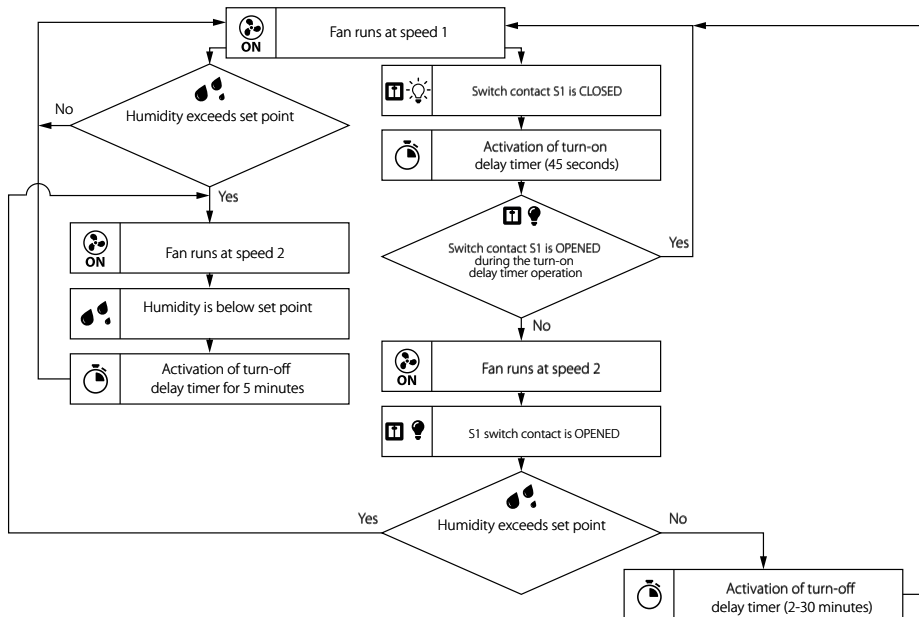 ON
Fan runs at speed 1
Humidity exceeds set point
No
Yes
ON
Fan runs at speed 2
Humidity is below set point
Activation of turn-off
delay timer for 5 minutes
Switch contact S1 is CLOSED
Activation of turn-on
delay timer (45 seconds)
Switch contact S1 is OPENED
during the turn-on
delay timer operation
Yes
No
ON
Fan runs at speed 2
S1 switch contact is OPENED
Humidity exceeds set point
Yes
No
Activation of turn-off
delay timer (2-30 minutes)